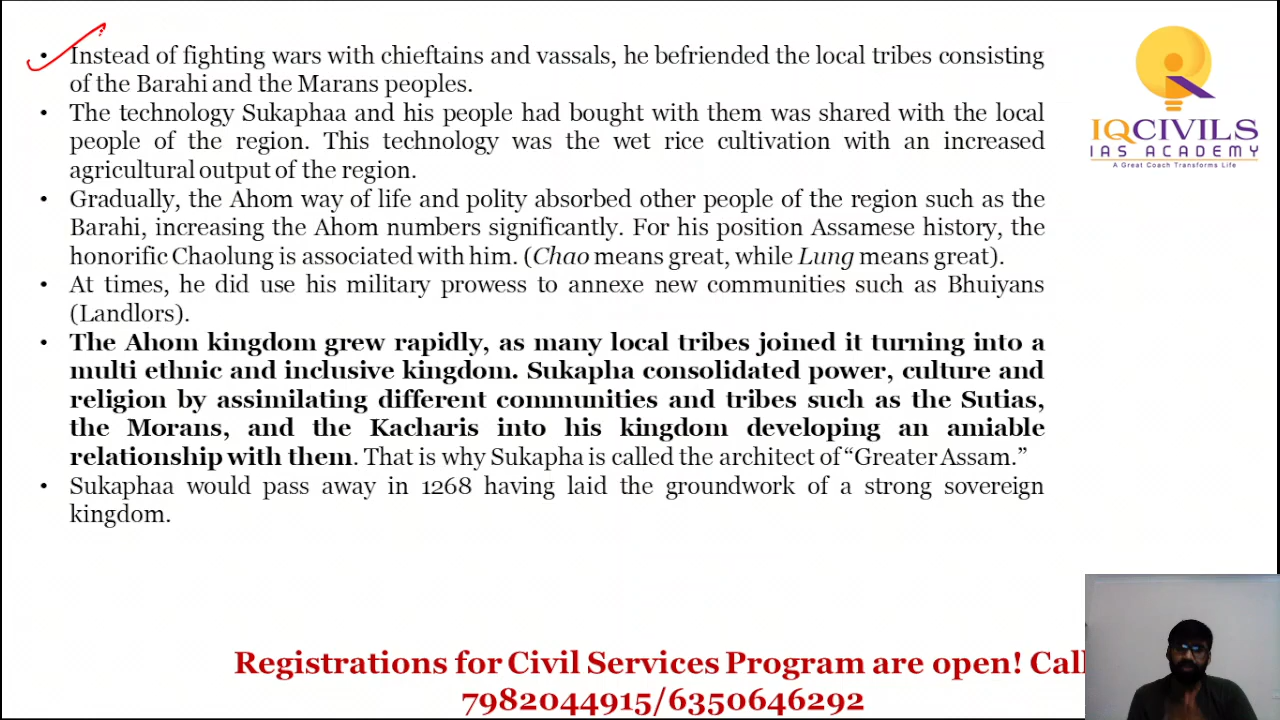 • Instead of fighting wars with chieftains and vassals, he befriended the local tribes consisting
of the Barahi and the Marans peoples.
• The technology Sukaphaa and his people had bought with them was shared with the local
people of the region. This technology was the wet rice cultivation with an increased
agricultural output of the region.
• Gradually, the Ahom way of life and polity absorbed other people of the region such as the
Barahi, increasing the Ahom numbers significantly. For his position Assamese history, the
honorific Chaolung is associated with him. (Chao means great, while Lung means great).
• At times, he did use his military prowess to annexe new communities such as Bhuiyans
(Landlors).
• The Ahom kingdom grew rapidly, as many local tribes joined it turning into a
multi ethnic and inclusive kingdom. Sukapha consolidated power, culture and
religion by assimilating different communities and tribes such as the Sutias,
the Morans, and the Kacharis into his kingdom developing an amiable
relationship with them. That is why Sukapha is called the architect of “Greater Assam.”
• Sukaphaa would pass away in 1268 having laid the groundwork of a strong sovereign
kingdom.
IQCIVILS
IAS ACADEMY
A Great Coach Transforms Life
Registrations for Civil Services Program are open! Call
7982044915/6350646292